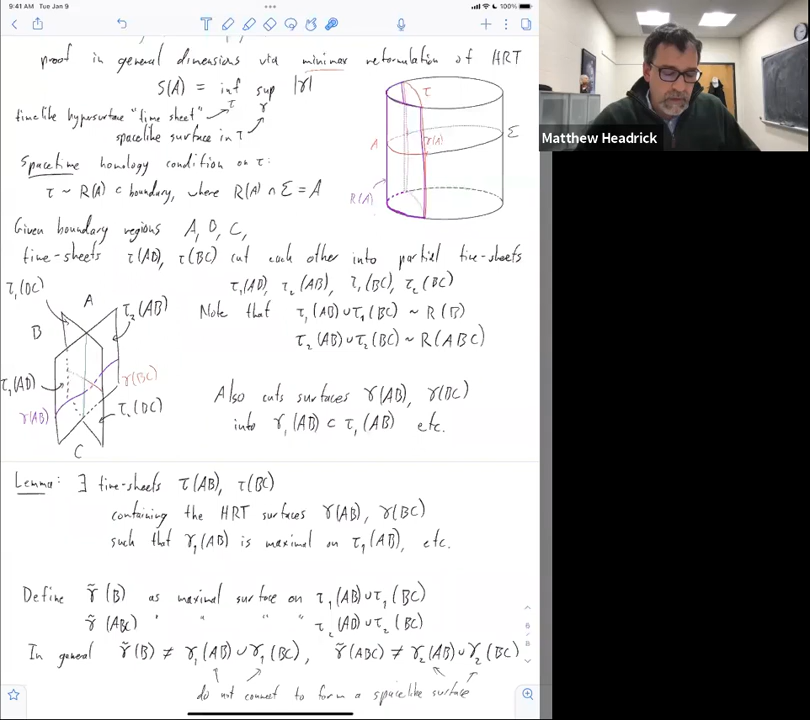 9:41 AM Tue Jan 9
100%
proof in general dimensions via minimax reformulation of HRT
S(A) = inf sup |γ|
τ γ
timelike hypersurface "time sheet"
spacelike surface in τ
Spacetime homology condition on τ:
τ ~ R(A) ⊂ boundary, where R(A) ∩ Σ = A
τ
A
γ(A)
Σ
R(A)
Given boundary regions A, B, C,
time-sheets τ(AB), τ(BC) cut each other into partial time-sheets
τ₁(AB), τ₂(AB), τ₁(BC), τ₂(BC)
Note that τ₁(AB) ∪ τ₁(BC) ~ R(B)
τ₂(AB) ∪ τ₂(BC) ~ R(ABC)
τ₁(BC)
A
τ₂(AB)
B
τ₁(AB)
γ(BC)
γ(AB)
τ₂(BC)
C
Also cuts surfaces γ(AB), γ(BC)
into γ₁(AB) ⊂ τ₁(AB) etc.
Lemma: ∃ time-sheets τ(AB), τ(BC)
containing the HRT surfaces γ(AB), γ(BC)
such that γ₁(AB) is maximal on τ₁(AB), etc.
Define γ̃(B) as maximal surface on τ₁(AB) ∪ τ₁(BC)
γ̃(ABC) " " " " τ₂(AB) ∪ τ₂(BC)
In general γ̃(B) ≠ γ₁(AB) ∪ γ₁(BC), γ̃(ABC) ≠ γ₂(AB) ∪ γ₂(BC)
do not connect to form a spacelike surface
Matthew Headrick